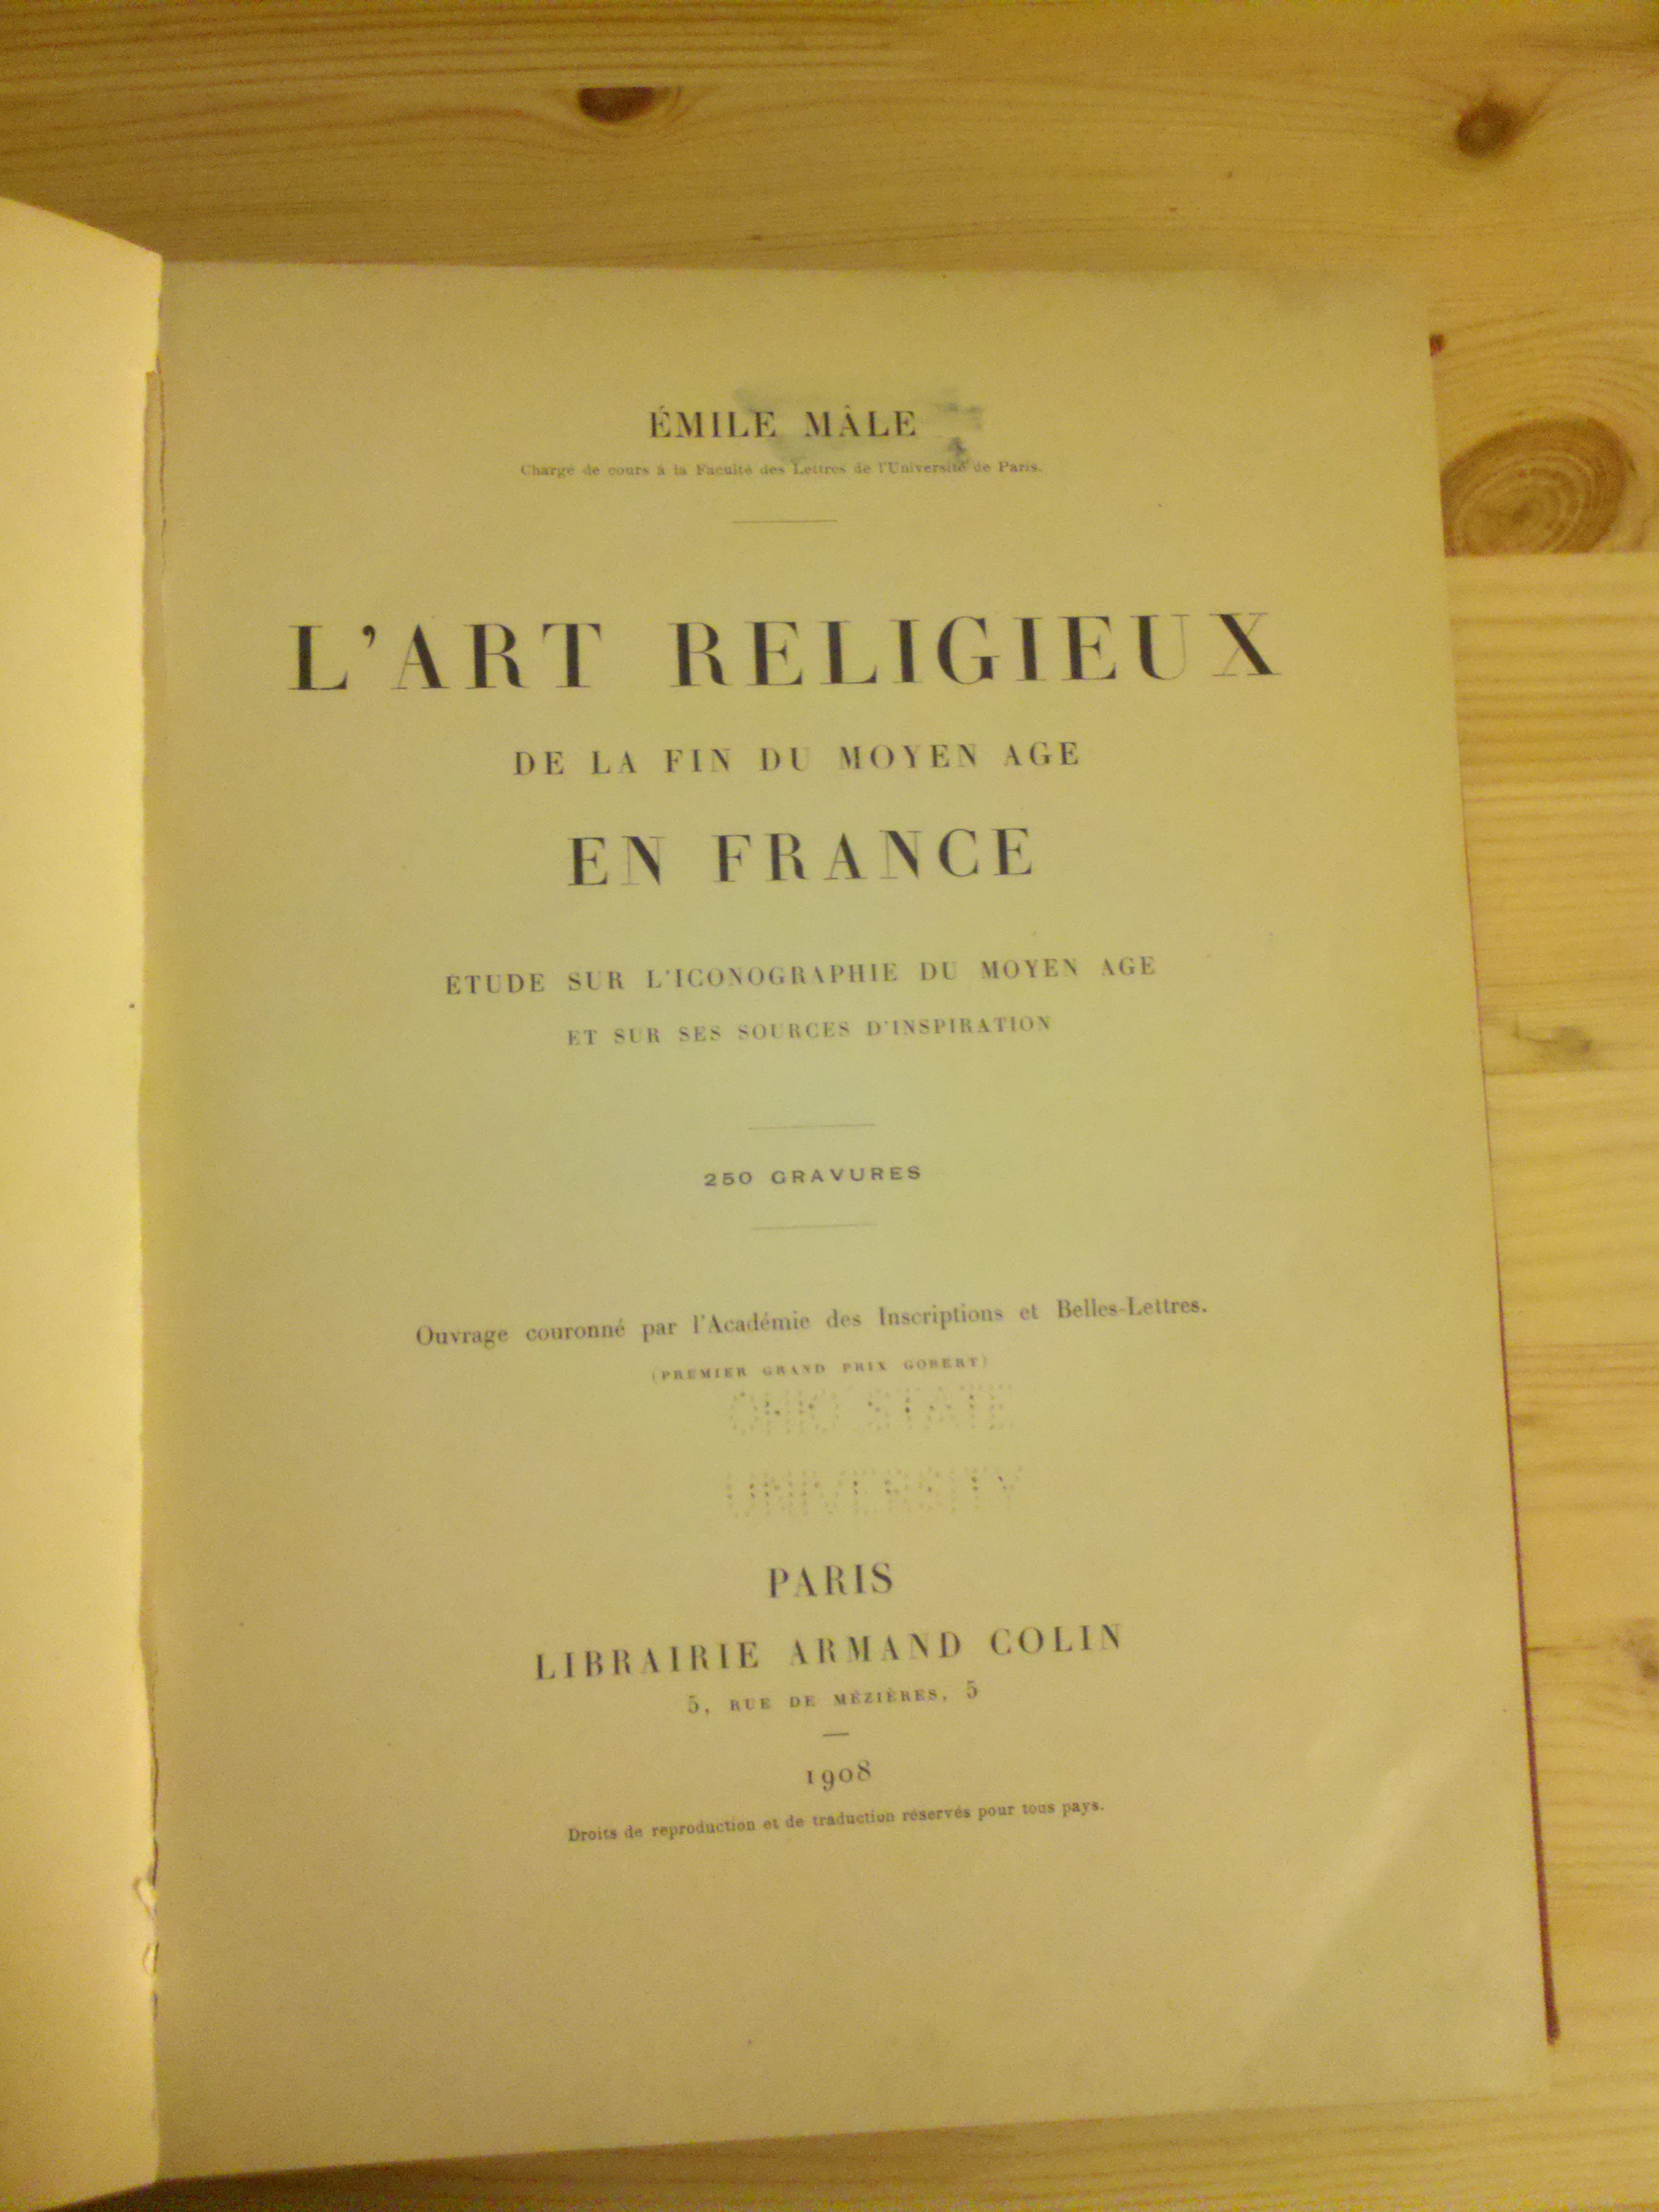 ÉMILE MÂLE
Chargé de cours à la Faculté des Lettres de l'Université de Paris.
L'ART RELIGIEUX
DE LA FIN DU MOYEN AGE
EN FRANCE
ÉTUDE SUR L'ICONOGRAPHIE DU MOYEN AGE
ET SUR SES SOURCES D'INSPIRATION
250 GRAVURES
Ouvrage couronné par l'Académie des Inscriptions et Belles-Lettres.
(PREMIER GRAND PRIX GOBERT)
OHIO STATE
UNIVERSITY
PARIS
LIBRAIRIE ARMAND COLIN
5, RUE DE MÉZIÈRES, 5
1908
Droits de reproduction et de traduction réservés pour tous pays.